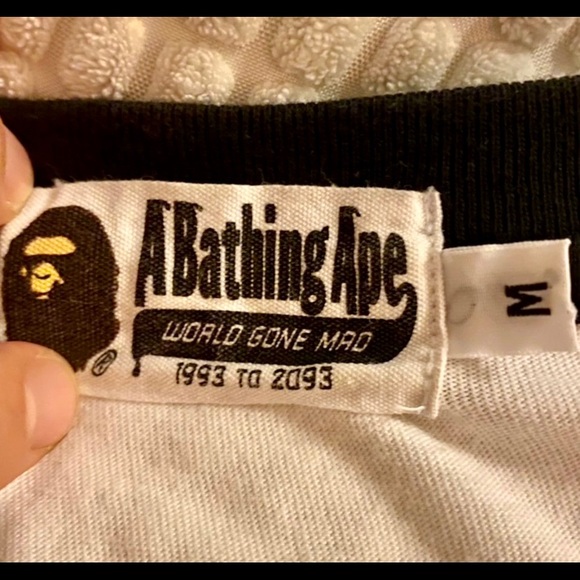 A Bathing Ape
WORLD GONE MAD
1993 TO 2093
®
M